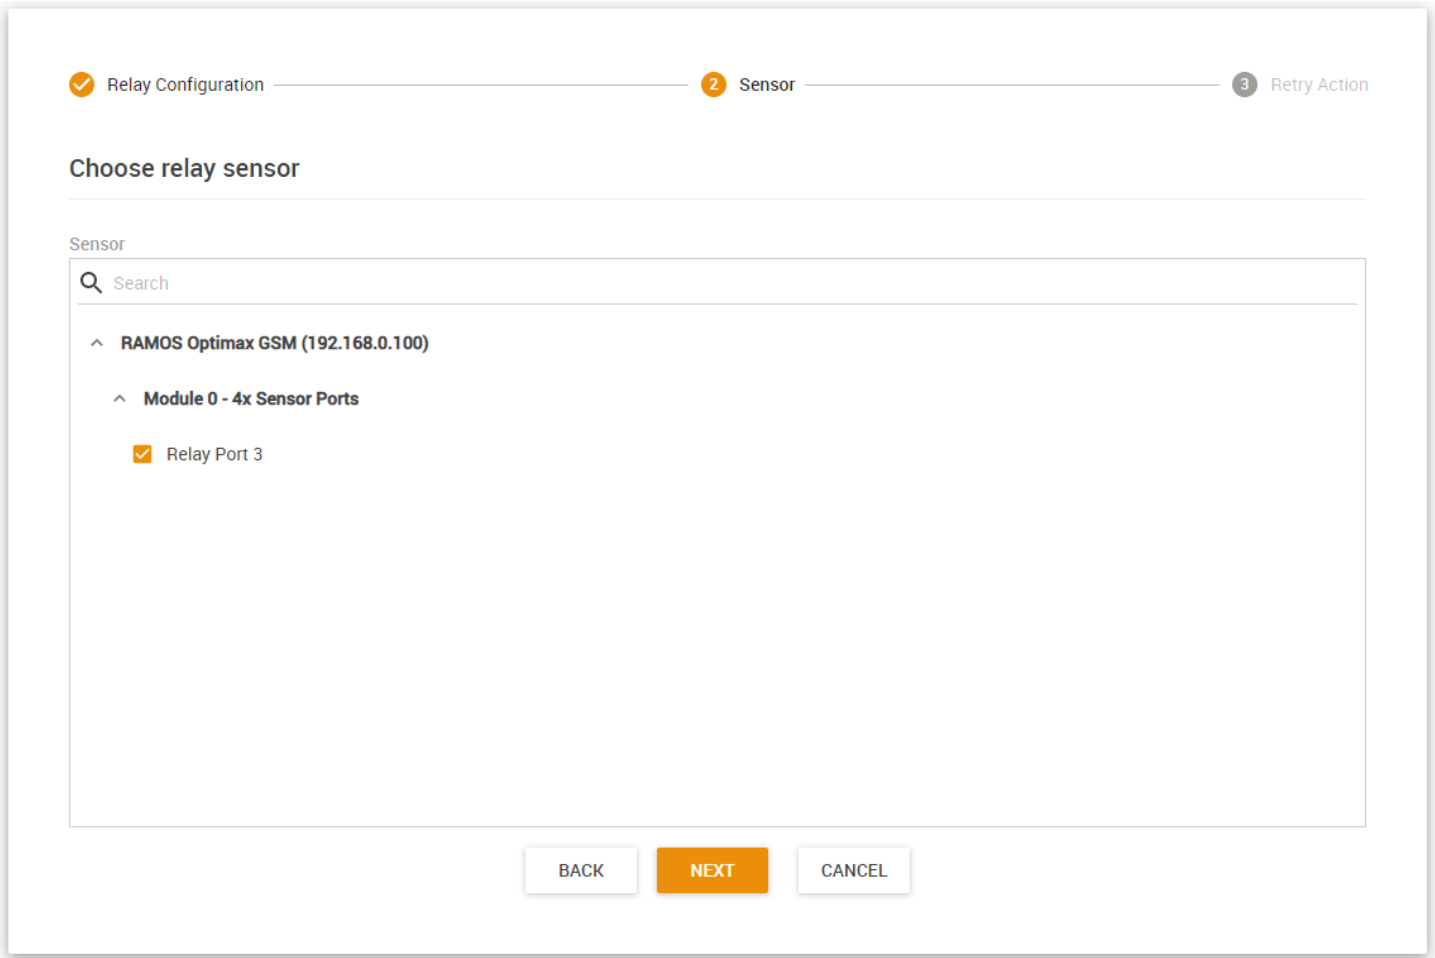 Relay Configuration
2 Sensor
3 Retry Action
Choose relay sensor
Sensor
Search
RAMOS Optimax GSM (192.168.0.100)
Module 0 - 4x Sensor Ports
Relay Port 3
BACK NEXT CANCEL